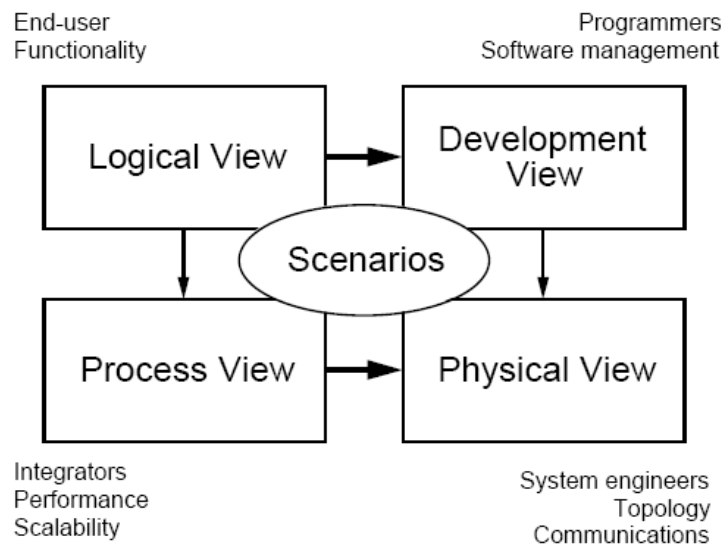 End-user
Functionality
Programmers
Software management
Logical View
Development
View
Scenarios
Process View
Physical View
Integrators
Performance
Scalability
System engineers
Topology
Communications